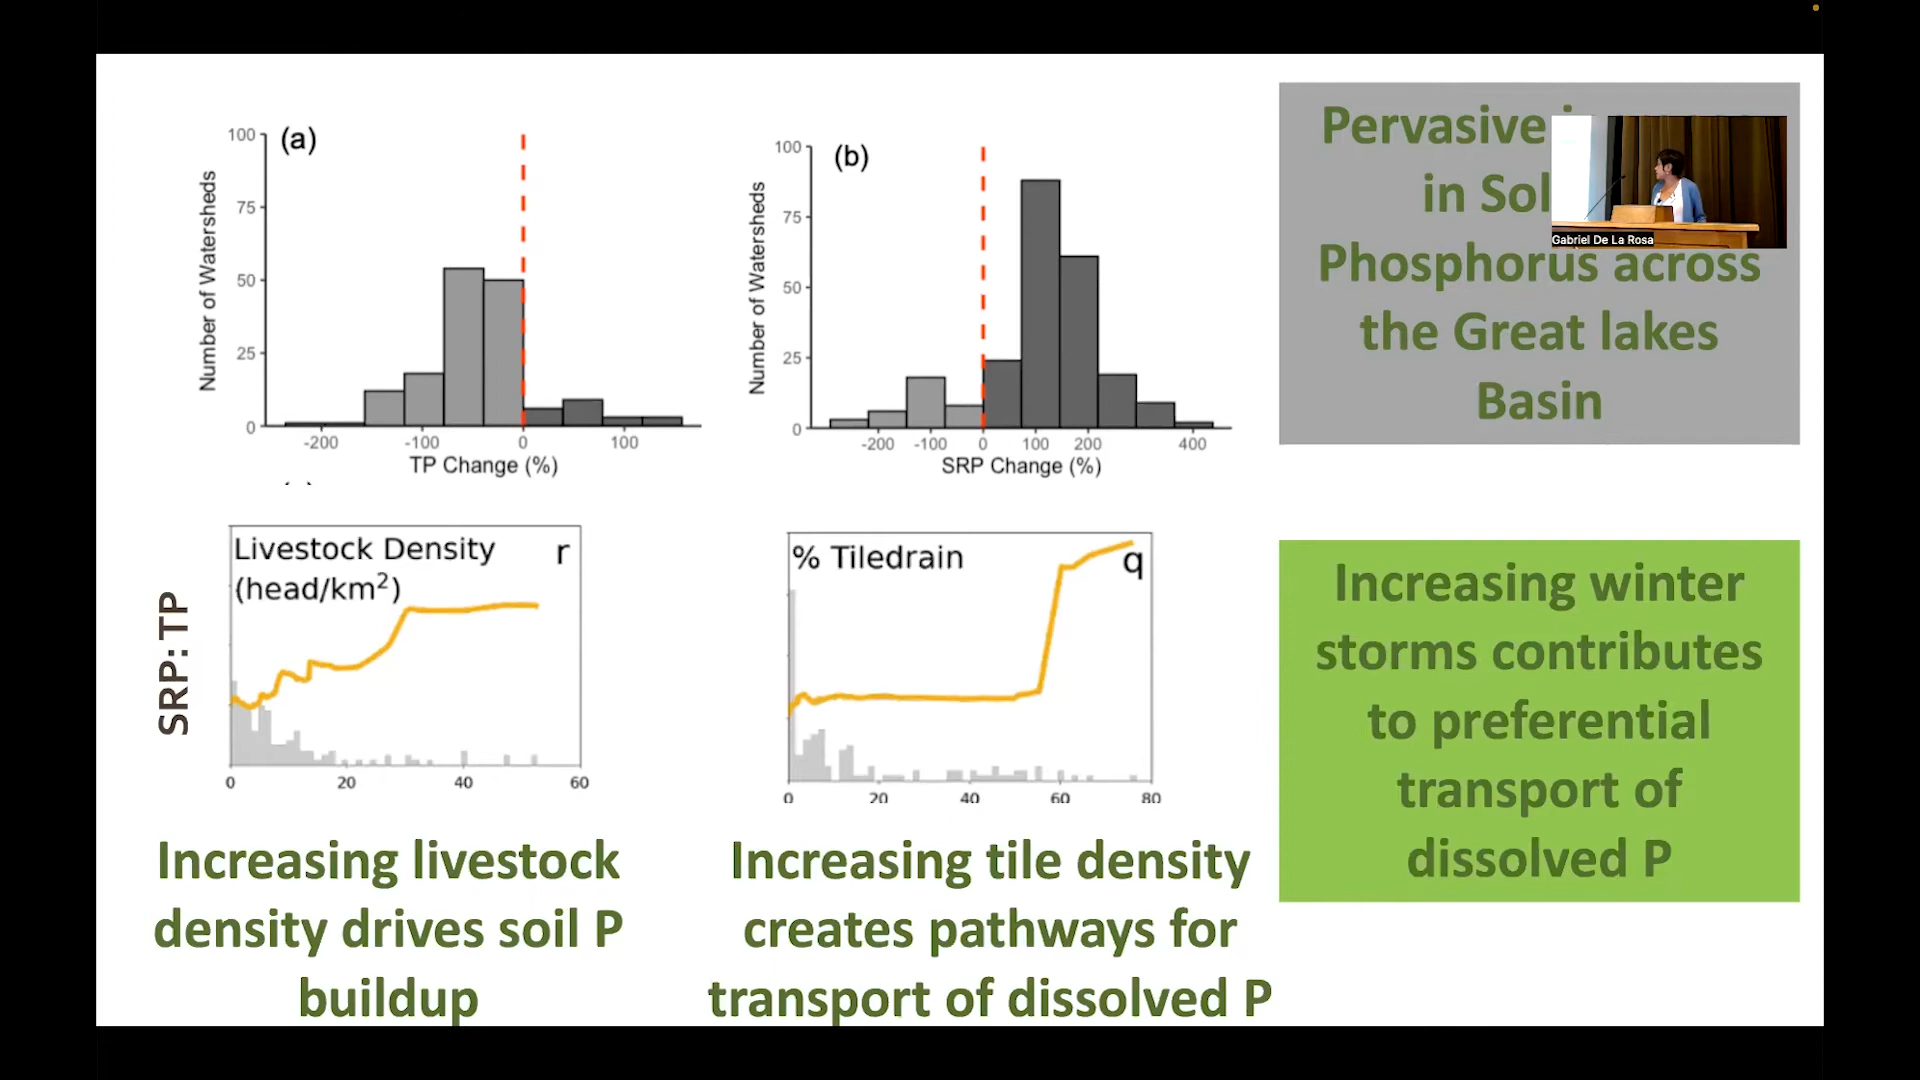 (a)
100
75
50
25
0
Number of Watersheds
-200 -100 0 100
TP Change (%)
(b)
100
75
50
25
0
Number of Watersheds
-200 -100 0 100 200 400
SRP Change (%)
Pervasive
in
Phosphorus across
the Great lakes
Basin
Gabriel De La Rosa
SRP: TP
Livestock Density r
(head/km²)
0 20 40 60
% Tiledrain q
0 20 40 60 80
Increasing livestock
density drives soil P
buildup
Increasing tile density
creates pathways for
transport of dissolved P
Increasing winter
storms contributes
to preferential
transport of
dissolved P